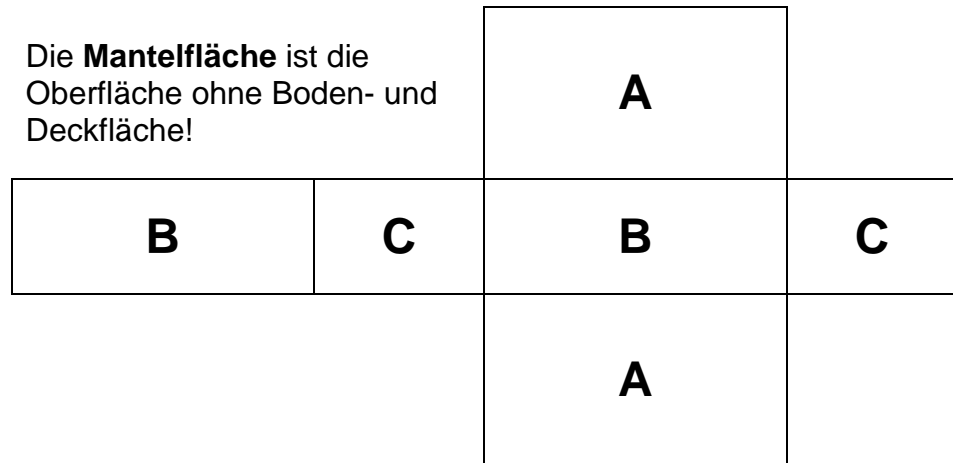 Die Mantelfläche ist die
Oberfläche ohne Boden- und
Deckfläche!
A
B C B C
A